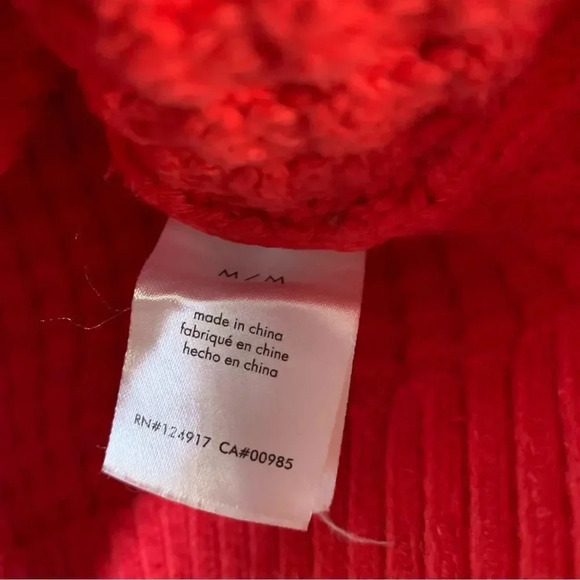 M/M
made in china
fabriqué en chine
hecho en china
RN#124917 CA#00985